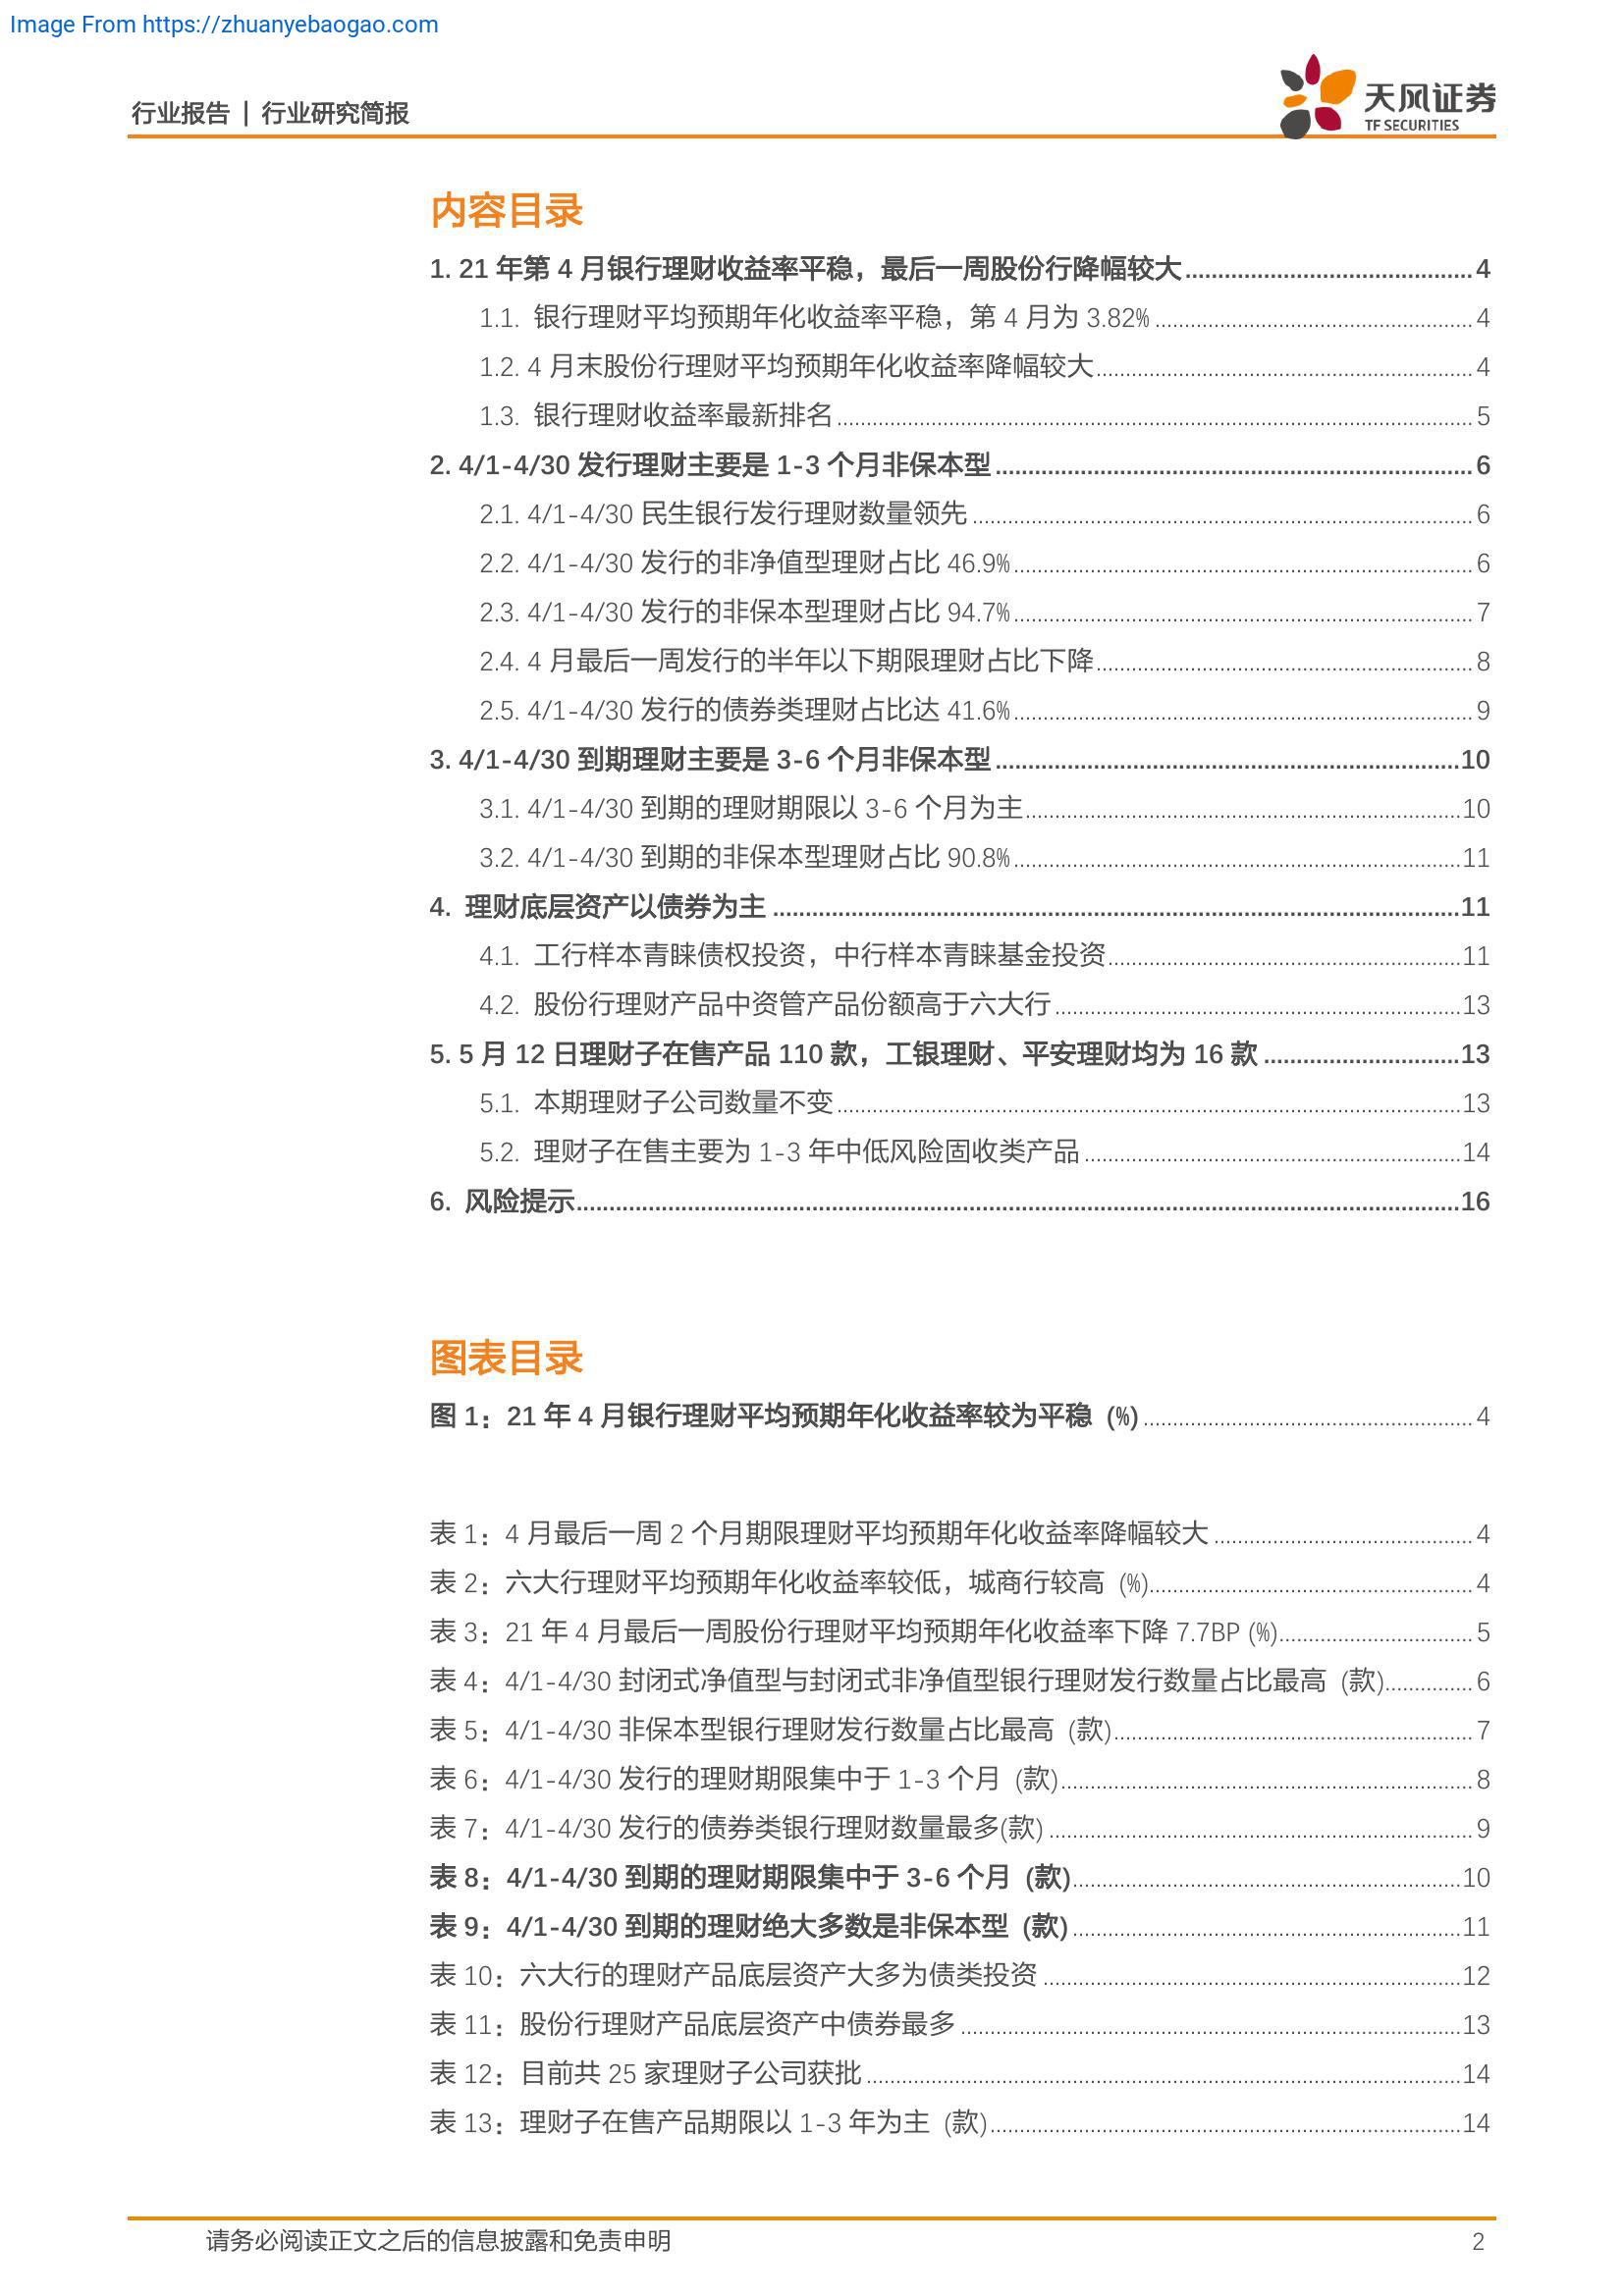 Image From https://zhuanyebaogao.com
行业报告 | 行业研究简报
天风证券
TF SECURITIES
内容目录
1. 21 年第 4 月银行理财收益率平稳，最后一周股份行降幅较大 4
1.1. 银行理财平均预期年化收益率平稳，第 4 月为 3.82% 4
1.2. 4 月末股份行理财平均预期年化收益率降幅较大 4
1.3. 银行理财收益率最新排名 5
2. 4/1-4/30 发行理财主要是 1-3 个月非保本型 6
2.1. 4/1-4/30 民生银行发行理财数量领先 6
2.2. 4/1-4/30 发行的非净值型理财占比 46.9% 6
2.3. 4/1-4/30 发行的非保本型理财占比 94.7% 7
2.4. 4 月最后一周发行的半年以下期限理财占比下降 8
2.5. 4/1-4/30 发行的债券类理财占比达 41.6% 9
3. 4/1-4/30 到期理财主要是 3-6 个月非保本型 10
3.1. 4/1-4/30 到期的理财期限以 3-6 个月为主 10
3.2. 4/1-4/30 到期的非保本型理财占比 90.8% 11
4. 理财底层资产以债券为主 11
4.1. 工行样本青睐债权投资，中行样本青睐基金投资 11
4.2. 股份行理财产品中资管产品份额高于六大行 13
5. 5 月 12 日理财子在售产品 110 款，工银理财、平安理财均为 16 款 13
5.1. 本期理财子公司数量不变 13
5.2. 理财子在售主要为 1-3 年中低风险固收类产品 14
6. 风险提示 16
图表目录
图 1：21 年 4 月银行理财平均预期年化收益率较为平稳 (%) 4
表 1：4 月最后一周 2 个月期限理财平均预期年化收益率降幅较大 4
表 2：六大行理财平均预期年化收益率较低，城商行较高 (%) 4
表 3：21 年 4 月最后一周股份行理财平均预期年化收益率下降 7.7BP (%) 5
表 4：4/1-4/30 封闭式净值型与封闭式非净值型银行理财发行数量占比最高 (款) 6
表 5：4/1-4/30 非保本型银行理财发行数量占比最高 (款) 7
表 6：4/1-4/30 发行的理财期限集中于 1-3 个月 (款) 8
表 7：4/1-4/30 发行的债券类银行理财数量最多(款) 9
表 8：4/1-4/30 到期的理财期限集中于 3-6 个月 (款) 10
表 9：4/1-4/30 到期的理财绝大多数是非保本型 (款) 11
表 10：六大行的理财产品底层资产大多为债类投资 12
表 11：股份行理财产品底层资产中债券最多 13
表 12：目前共 25 家理财子公司获批 14
表 13：理财子在售产品期限以 1-3 年为主 (款) 14
请务必阅读正文之后的信息披露和免责申明 2